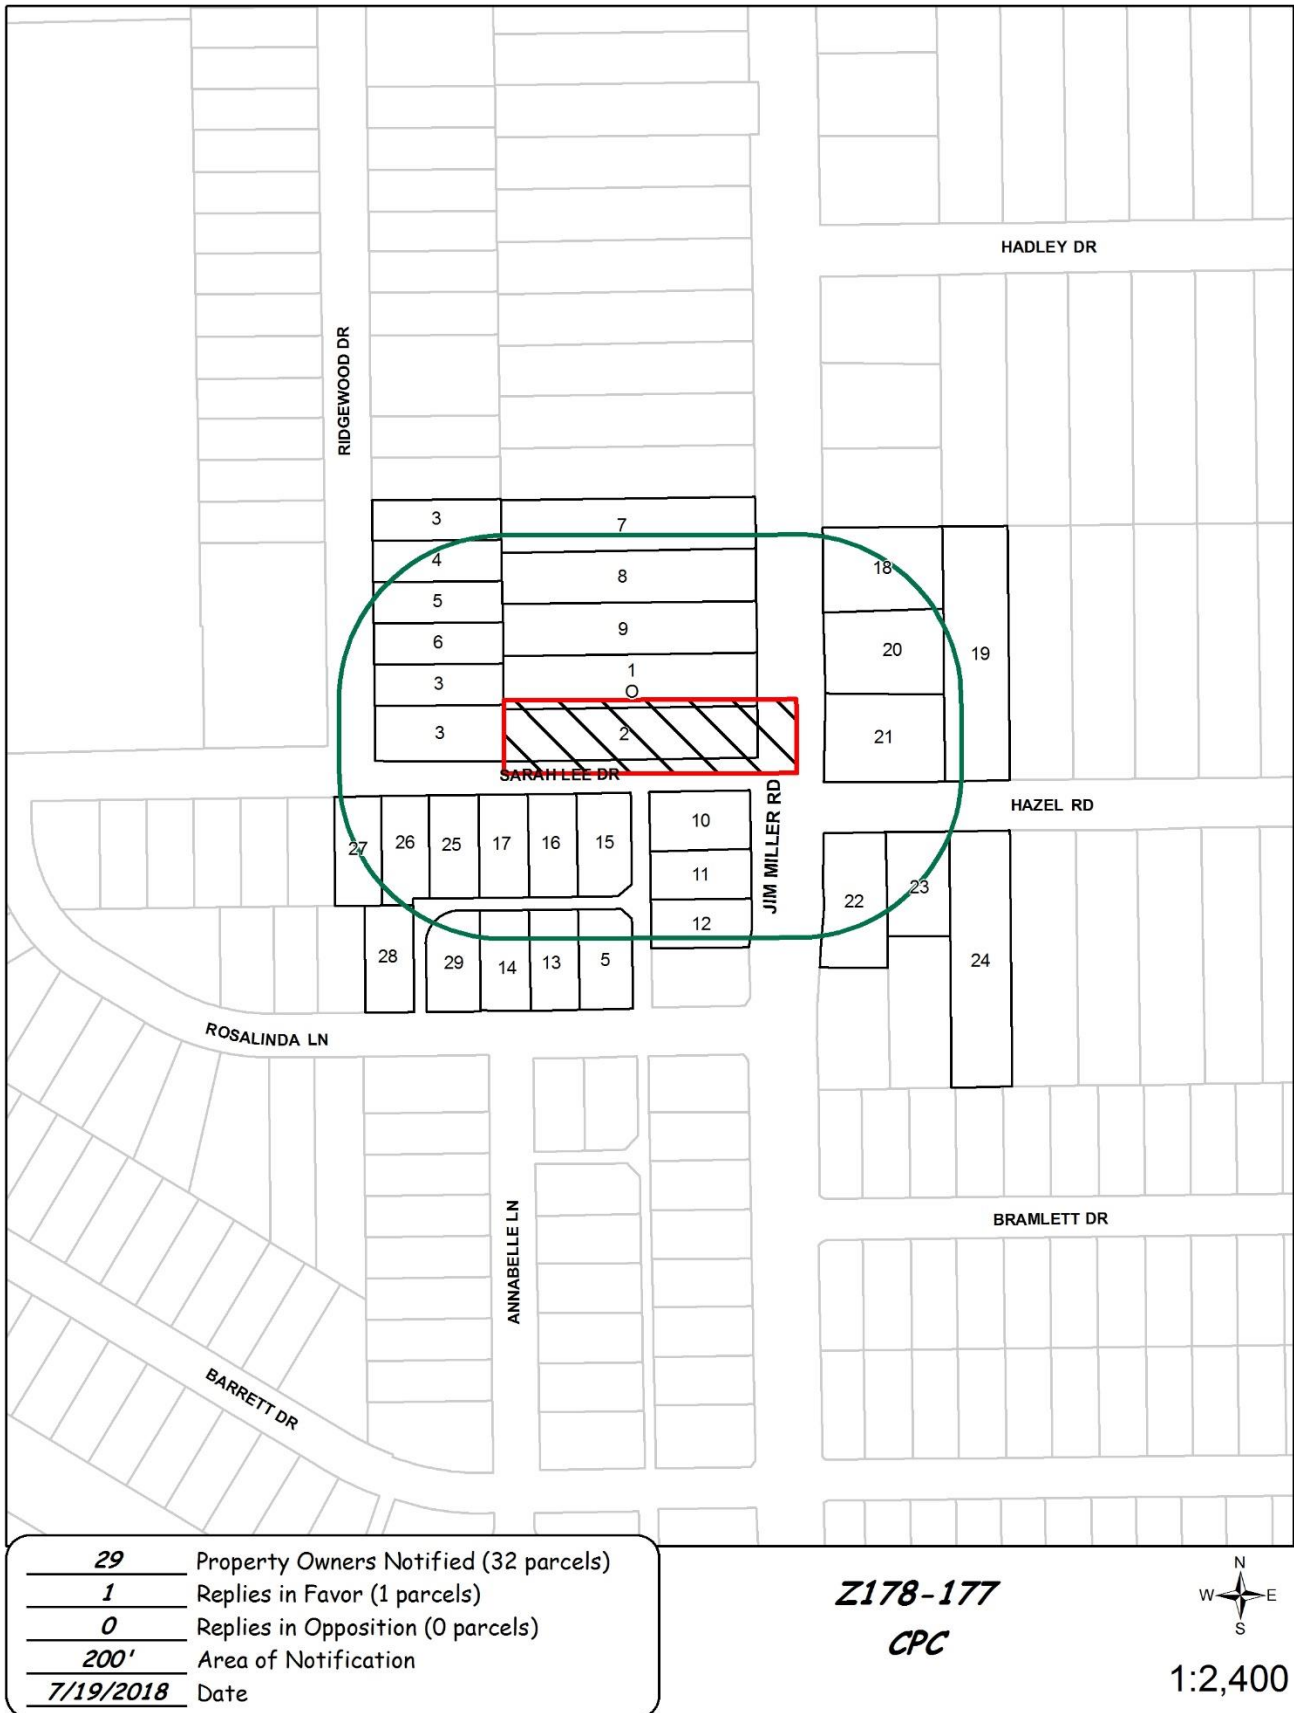 HADLEY DR
RIDGEWOOD DR
3
7
4
18
8
5
9
6
20
19
1
3
O
3
2
21
SARAH LEE DR
JIM MILLER RD
HAZEL RD
10
27
26
25
17
16
15
11
22
23
12
28
29
14
13
5
24
ROSALINDA LN
ANNABELLE LN
BRAMLETT DR
BARRETT DR
29 Property Owners Notified (32 parcels)
1 Replies in Favor (1 parcels)
0 Replies in Opposition (0 parcels)
200' Area of Notification
7/19/2018 Date
Z178-177
CPC
N
W E
S
1:2,400